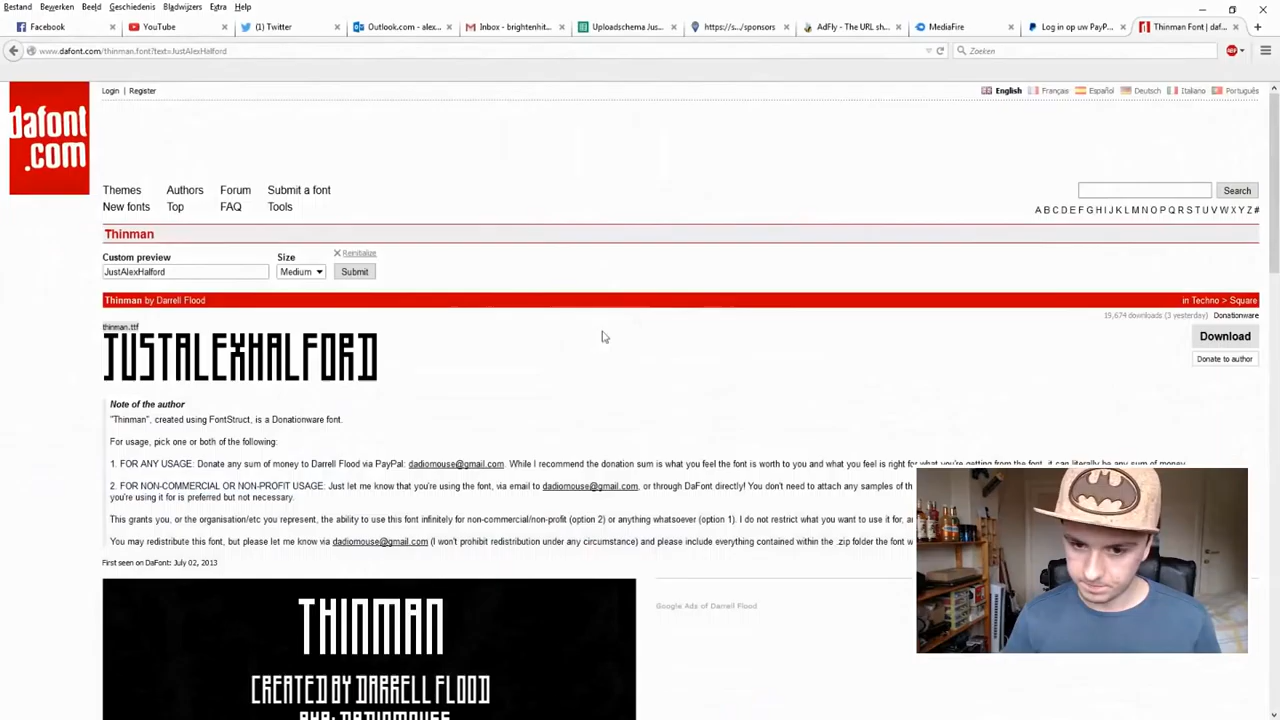 Bestand Bewerken Beeld Geschiedenis Bladwijzers Extra Help
Facebook YouTube (1) Twitter Outlook.com - alex... Inbox - brightenhit... Uploadschema Jus... https://s.../sponsors AdFly - The URL sh... MediaFire Log in op uw PayP... Thinman Font | daf...
www.dafont.com/thinman.font?text=JustAlexHalford Zoeken
Login | Register English Français Español Deutsch Italiano Português
dafont
.com
Themes Authors Forum Submit a font
Search
New fonts Top FAQ Tools
A B C D E F G H I J K L M N O P Q R S T U V W X Y Z #
Thinman
Custom preview Size Reinitialize
JustAlexHalford Medium Submit
Thinman by Darrell Flood in Techno > Square
19,674 downloads (3 yesterday) Donationware
thinman.ttf
JUSTALEXHALFORD
Download
Donate to author
Note of the author
"Thinman", created using FontStruct, is a Donationware font.
For usage, pick one or both of the following:
1. FOR ANY USAGE: Donate any sum of money to Darrell Flood via PayPal: dadiomouse@gmail.com. While I recommend the donation sum is what you feel the font is worth to you and what you feel is right for what you're getting from the font, it can literally be any sum of money.
2. FOR NON-COMMERCIAL OR NON-PROFIT USAGE: Just let me know that you're using the font, via email to dadiomouse@gmail.com, or through DaFont directly! You don't need to attach any samples of th
you're using it for is preferred but not necessary.
This grants you, or the organisation/etc you represent, the ability to use this font infinitely for non-commercial/non-profit (option 2) or anything whatsoever (option 1). I do not restrict what you want to use it for,
You may redistribute this font, but please let me know via dadiomouse@gmail.com (I won't prohibit redistribution under any circumstance) and please include everything contained within the .zip folder the font w
First seen on DaFont: July 02, 2013
THINMAN
Google Ads of Darrell Flood
CREATED BY DARRELL FLOOD
AKA: DADIOMOUSE